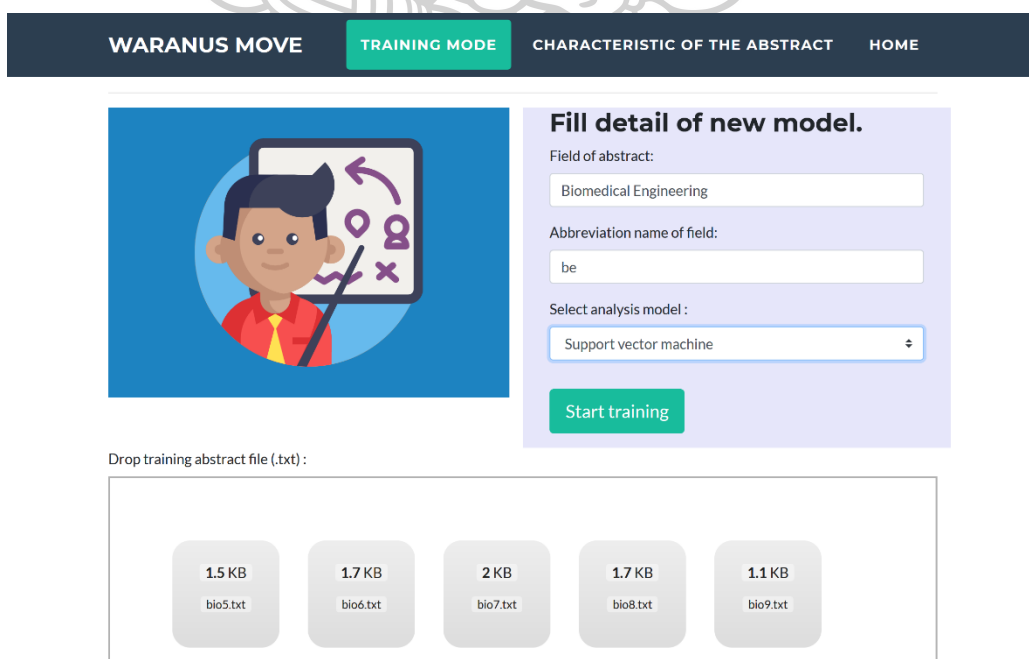 WARANUS MOVE
TRAINING MODE
CHARACTERISTIC OF THE ABSTRACT
HOME
Fill detail of new model.
Field of abstract:
Biomedical Engineering
Abbreviation name of field:
be
Select analysis model :
Support vector machine
Start training
Drop training abstract file (.txt) :
1.5 KB
bio5.txt
1.7 KB
bio6.txt
2 KB
bio7.txt
1.7 KB
bio8.txt
1.1 KB
bio9.txt